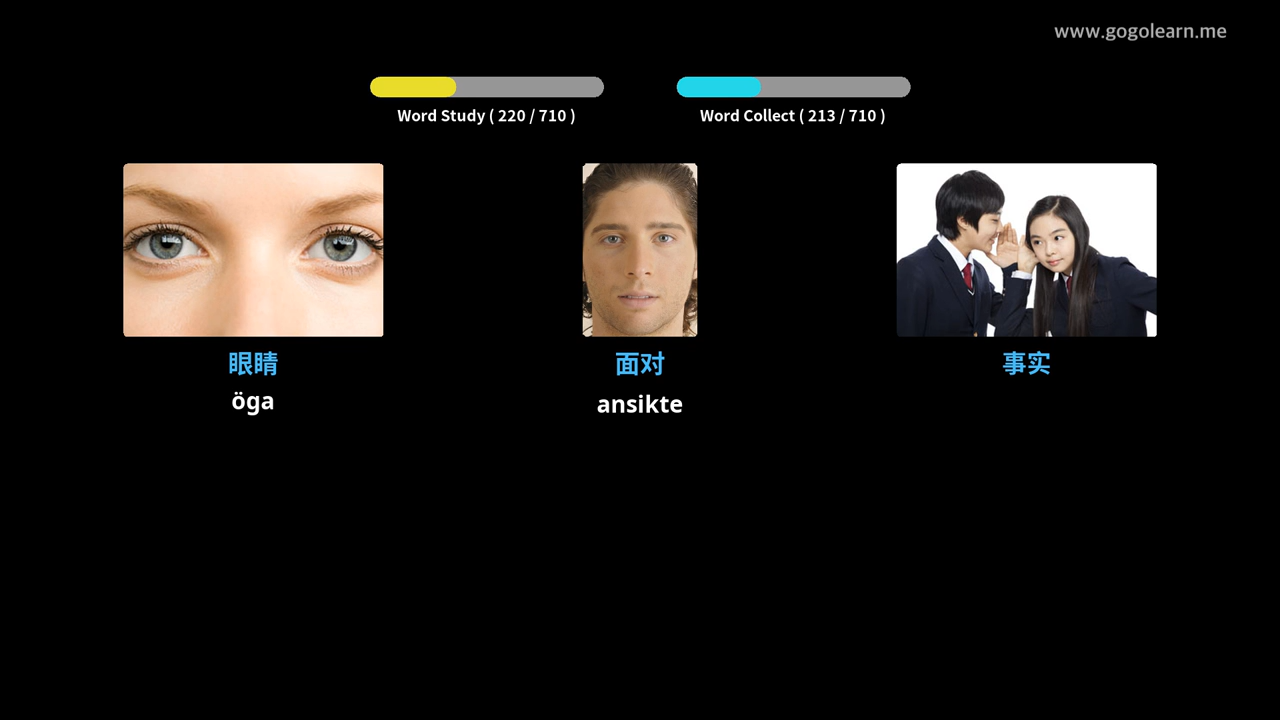 www.gogolearn.me
Word Study ( 220 / 710 )
Word Collect ( 213 / 710 )
眼睛
面对
事实
öga
ansikte